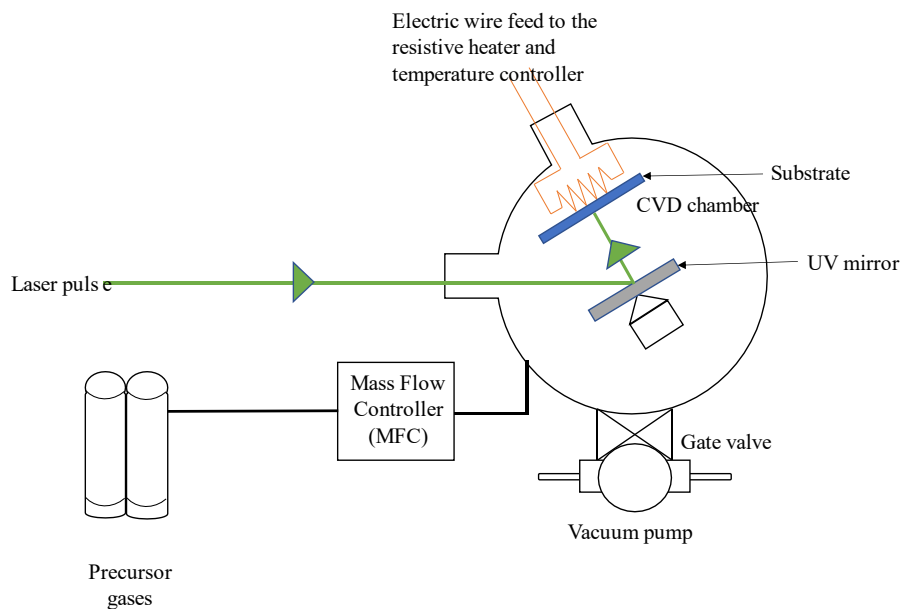 Electric wire feed to the
resistive heater and
temperature controller
Substrate
CVD chamber
UV mirror
Laser puls e
Mass Flow
Controller
(MFC)
Gate valve
Vacuum pump
Precursor
gases